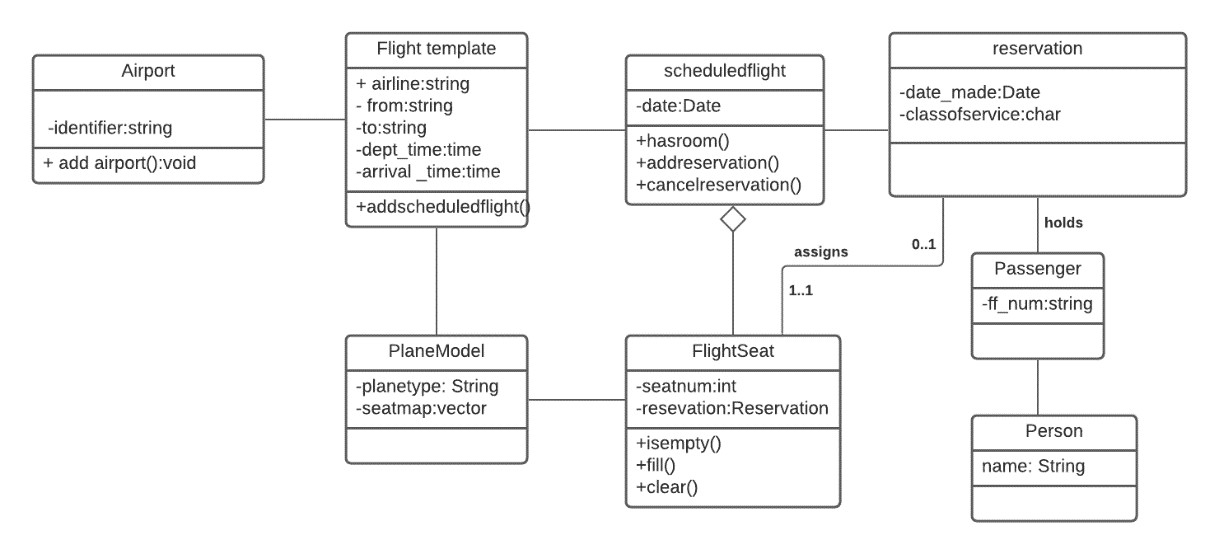 Airport
-identifier:string
+ add airport():void
Flight template
+ airline:string
- from:string
-to:string
-dept_time:time
-arrival _time:time
+addscheduledflight()
scheduledflight
-date:Date
+hasroom()
+addreservation()
+cancelreservation()
reservation
-date_made:Date
-classofservice:char
assigns
0..1
1..1
holds
Passenger
-ff_num:string
PlaneModel
-planetype: String
-seatmap:vector
FlightSeat
-seatnum:int
-resevation:Reservation
+isempty()
+fill()
+clear()
Person
name: String